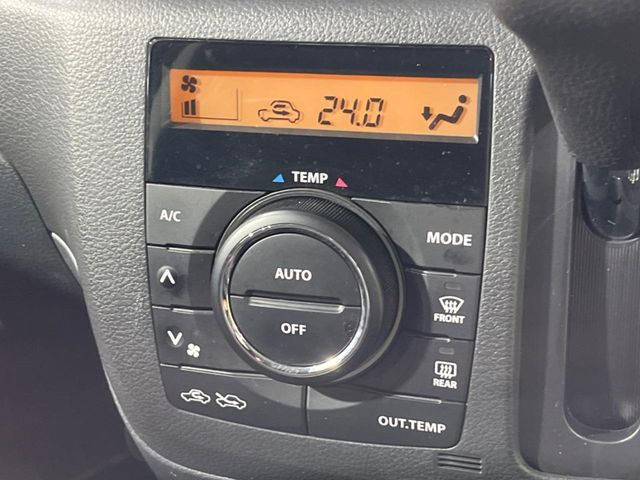 24.0
TEMP
A/C
MODE
AUTO
OFF
FRONT
REAR
OUT.TEMP